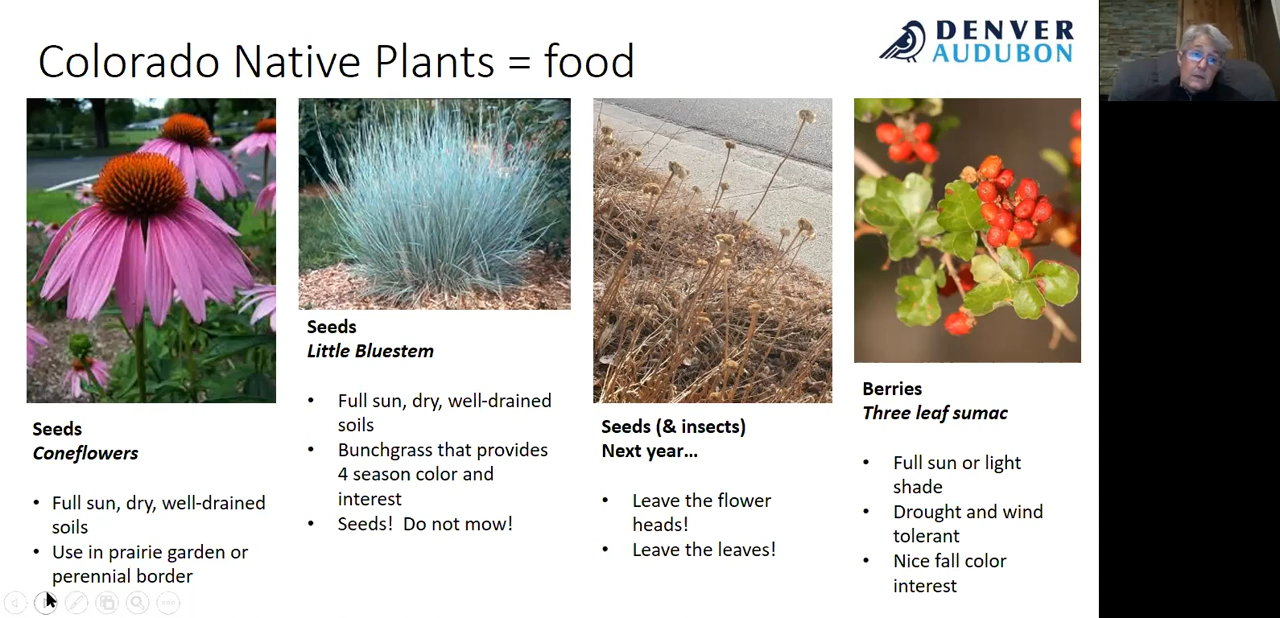 Colorado Native Plants = food
DENVER
AUDUBON
Seeds
Coneflowers
• Full sun, dry, well-drained
soils
• Use in prairie garden or
perennial border
Seeds
Little Bluestem
• Full sun, dry, well-drained
soils
• Bunchgrass that provides
4 season color and
interest
• Seeds! Do not mow!
Seeds (& insects)
Next year...
• Leave the flower
heads!
• Leave the leaves!
Berries
Three leaf sumac
• Full sun or light
shade
• Drought and wind
tolerant
• Nice fall color
interest